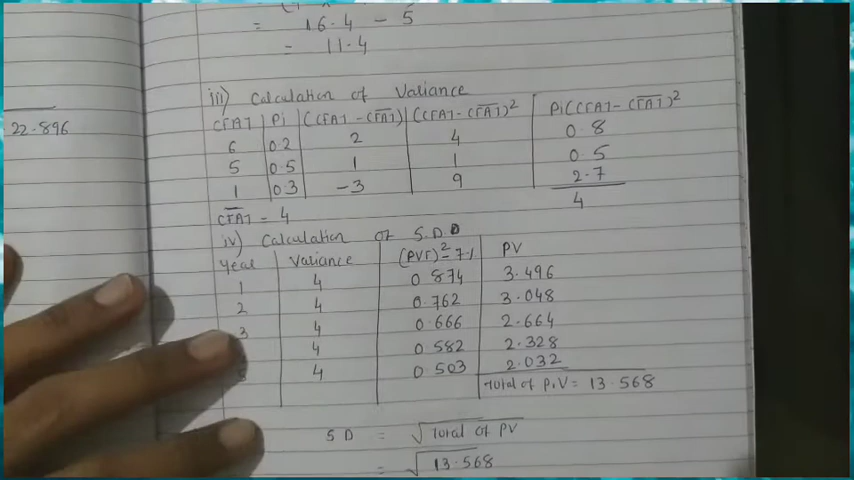 = 16.4 - 5
= 11.4
22.896
iii) Calculation of Variance
CFAT | Pi | (CFAT - C̅F̅A̅T̅) | (CFAT - C̅F̅A̅T̅)² | Pi(CFAT - C̅F̅A̅T̅)²
6 | 0.2 | 2 | 4 | 0.8
5 | 0.5 | 1 | 1 | 0.5
1 | 0.3 | -3 | 9 | 2.7
4
C̅F̅A̅T̅ = 4
iv) Calculation of S.D.
Year | Variance | (PVF)² = 7% | PV
1 | 4 | 0.874 | 3.496
2 | 4 | 0.762 | 3.048
3 | 4 | 0.666 | 2.664
4 | 0.582 | 2.328
5 | 4 | 0.503 | 2.032
Total of P.V = 13.568
SD = √Total of PV
= √13.568